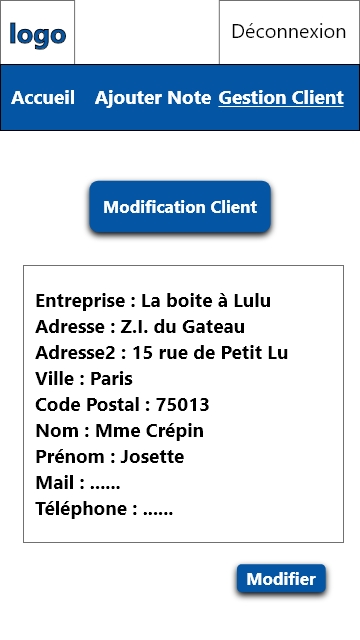 logo
Déconnexion
Accueil Ajouter Note Gestion Client
Modification Client
Entreprise : La boite à Lulu
Adresse : Z.I. du Gateau
Adresse2 : 15 rue de Petit Lu
Ville : Paris
Code Postal : 75013
Nom : Mme Crépin
Prénom : Josette
Mail : ......
Téléphone : ......
Modifier